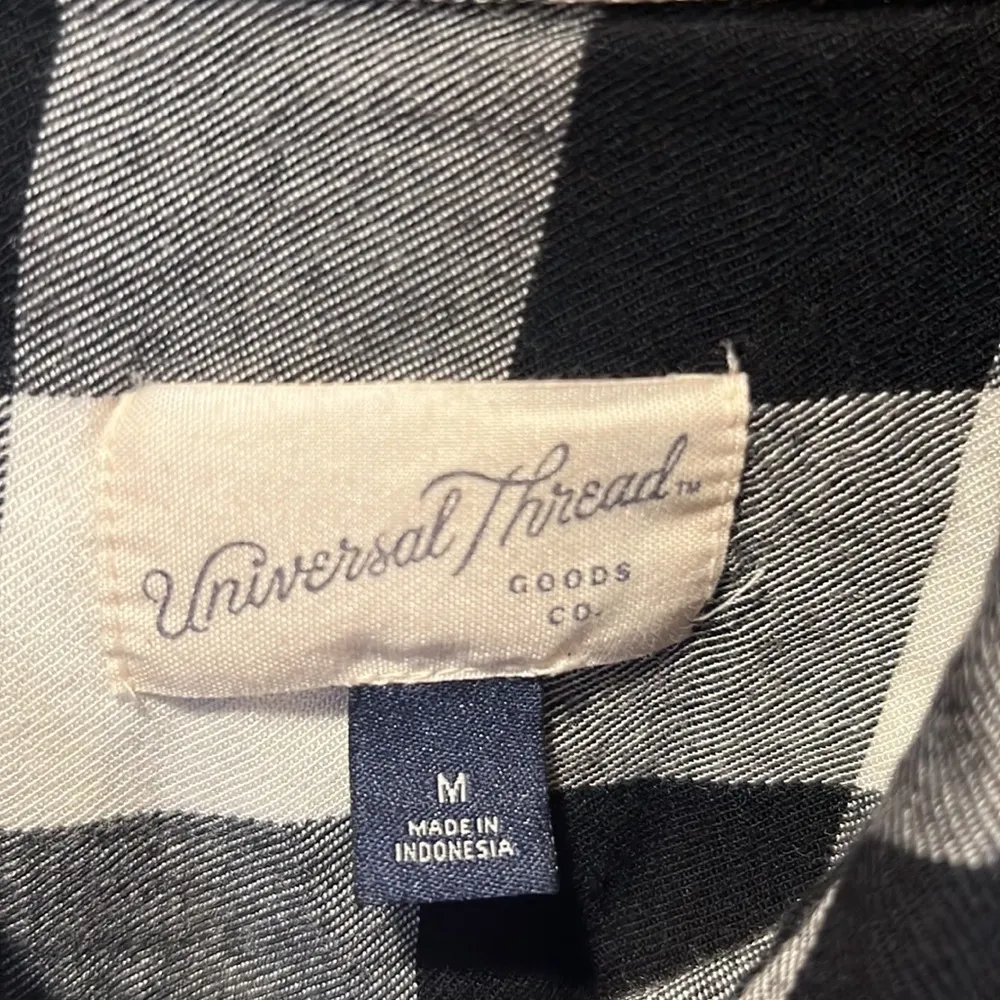 Universal Thread™
GOODS
CO.
M
MADE IN
INDONESIA